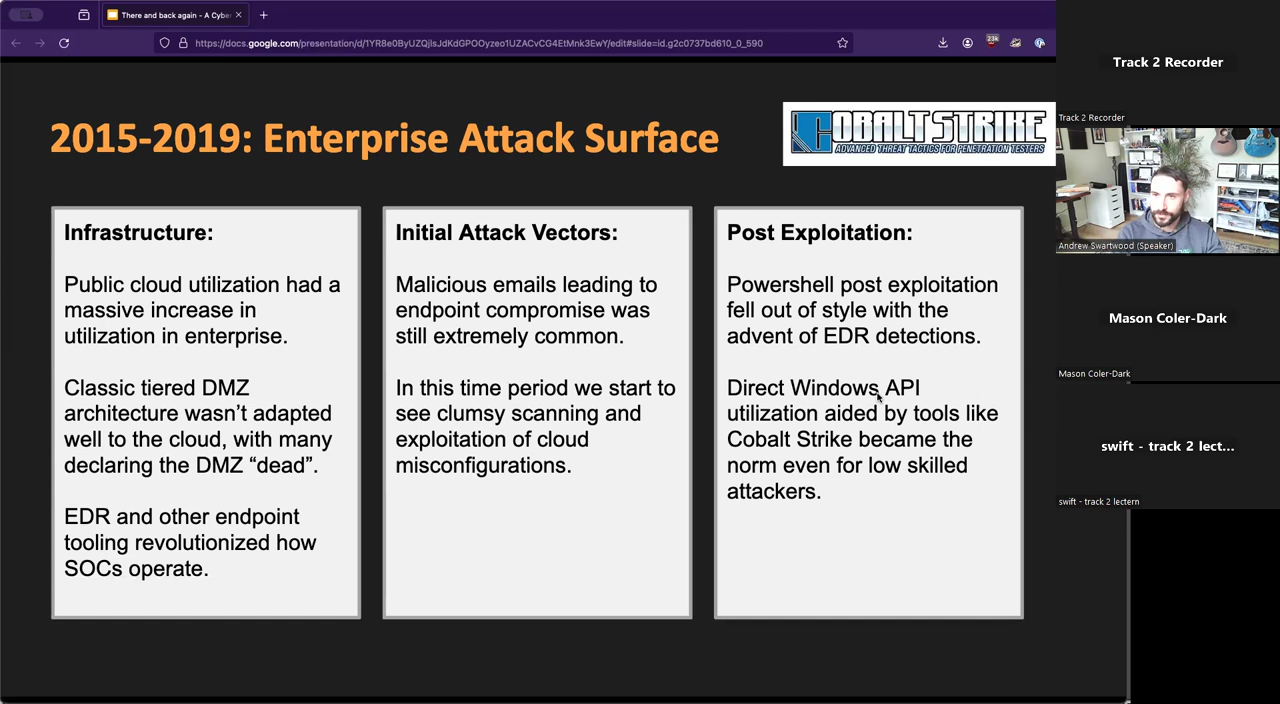 There and back again - A Cyber
https://docs.google.com/presentation/d/1YR8e0ByUZQjlsJdKdGPOOyzeo1UZACvCG4EtMnk3EwY/edit#slide=id.g2c0737bd610_0_590
23k
2015-2019: Enterprise Attack Surface
COBALT STRIKE
ADVANCED THREAT TACTICS FOR PENETRATION TESTERS
Infrastructure:
Public cloud utilization had a
massive increase in
utilization in enterprise.
Classic tiered DMZ
architecture wasn’t adapted
well to the cloud, with many
declaring the DMZ “dead”.
EDR and other endpoint
tooling revolutionized how
SOCs operate.
Initial Attack Vectors:
Malicious emails leading to
endpoint compromise was
still extremely common.
In this time period we start to
see clumsy scanning and
exploitation of cloud
misconfigurations.
Post Exploitation:
Powershell post exploitation
fell out of style with the
advent of EDR detections.
Direct Windows API
utilization aided by tools like
Cobalt Strike became the
norm even for low skilled
attackers.
Track 2 Recorder
Track 2 Recorder
Andrew Swartwood (Speaker)
Mason Coler-Dark
Mason Coler-Dark
swift - track 2 lect...
swift - track 2 lectern